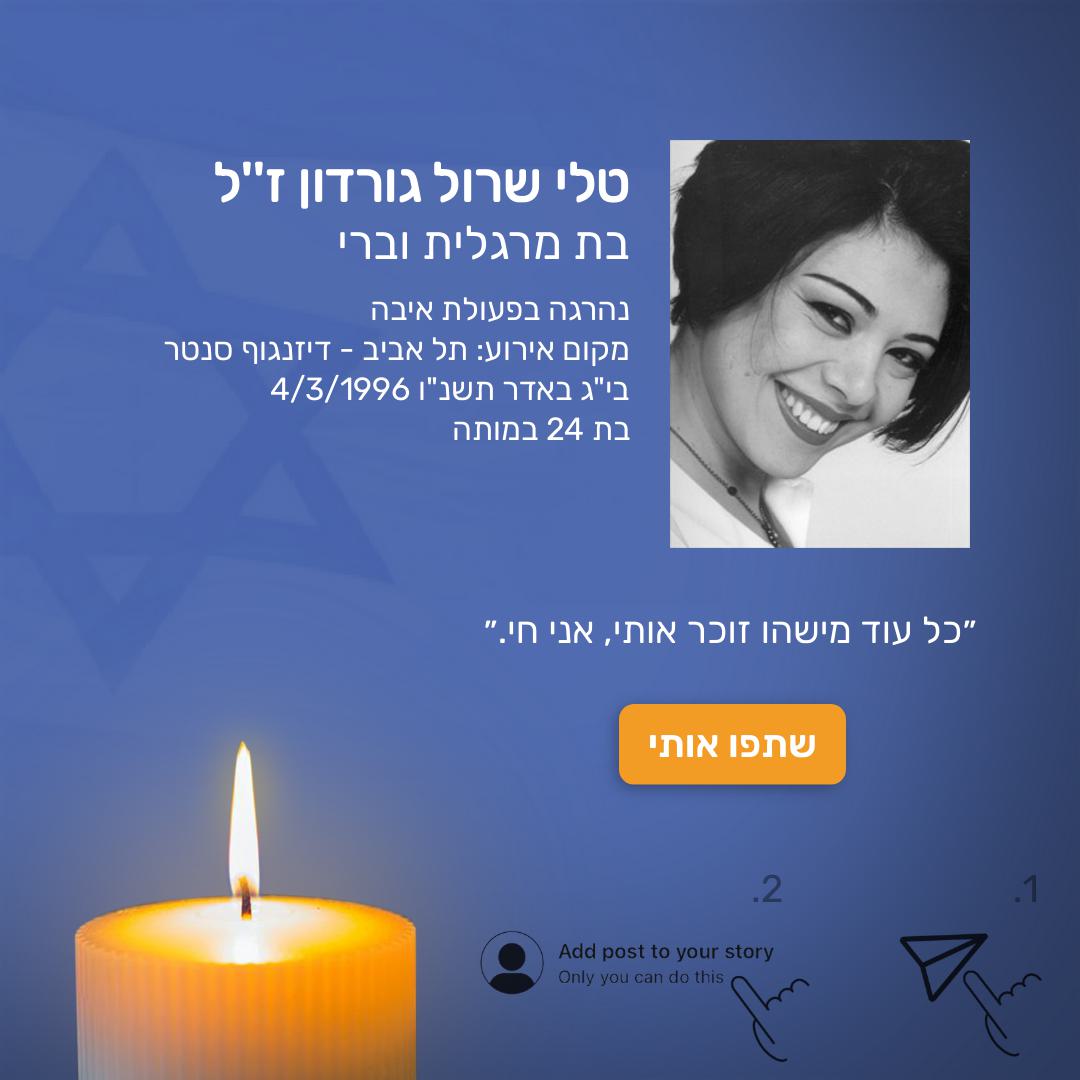 טלי שרול גורדון ז"ל
בת מרגלית וברי
נהרגה בפעולת איבה
מקום אירוע: תל אביב - דיזנגוף סנטר
בי"ג באדר תשנ"ו 4/3/1996
בת 24 במותה
״כל עוד מישהו זוכר אותי, אני חי.״
שתפו אותי
1.
2.
Add post to your story
Only you can do this